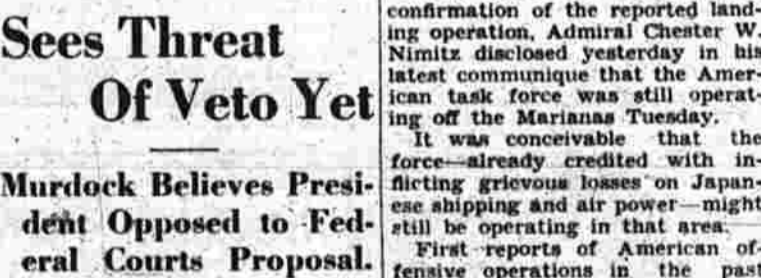 Sees Threat
Of Veto Yet
Murdock Believes Presi-
dent Opposed to Fed-
eral Courts Proposal.
confirmation of the reported land-
ing operation, Admiral Chester W.
Nimitz disclosed yesterday in his
latest communique that the Amer-
ican task force was still operat-
ing off the Marianas Tuesday.
It was conceivable that the
force—already credited with in-
flicting grievous losses on Japan-
ese shipping and air power—might
still be operating in that area.
First reports of American of-
fensive operations in the past